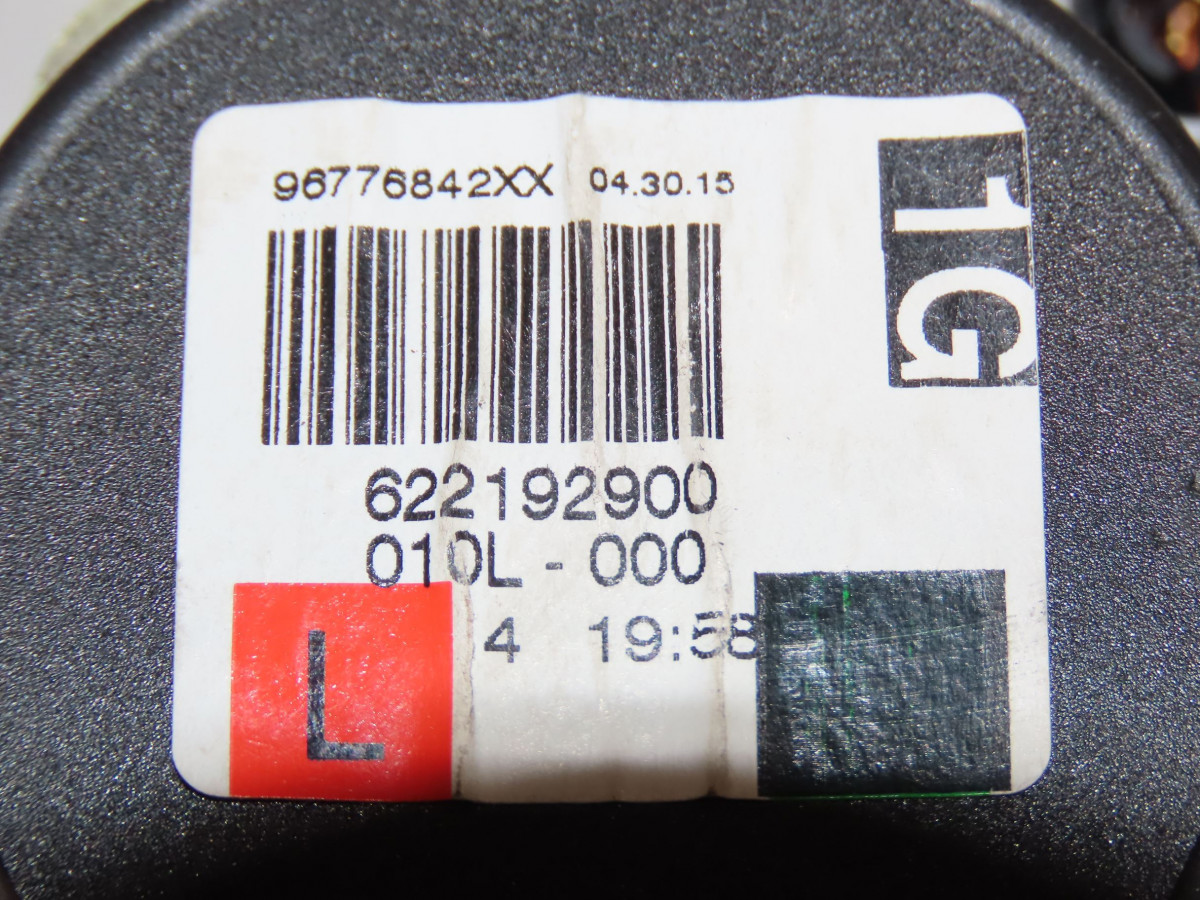 96776842XX 04.30.15
1G
622192900
010L - 000
4 19:58
L